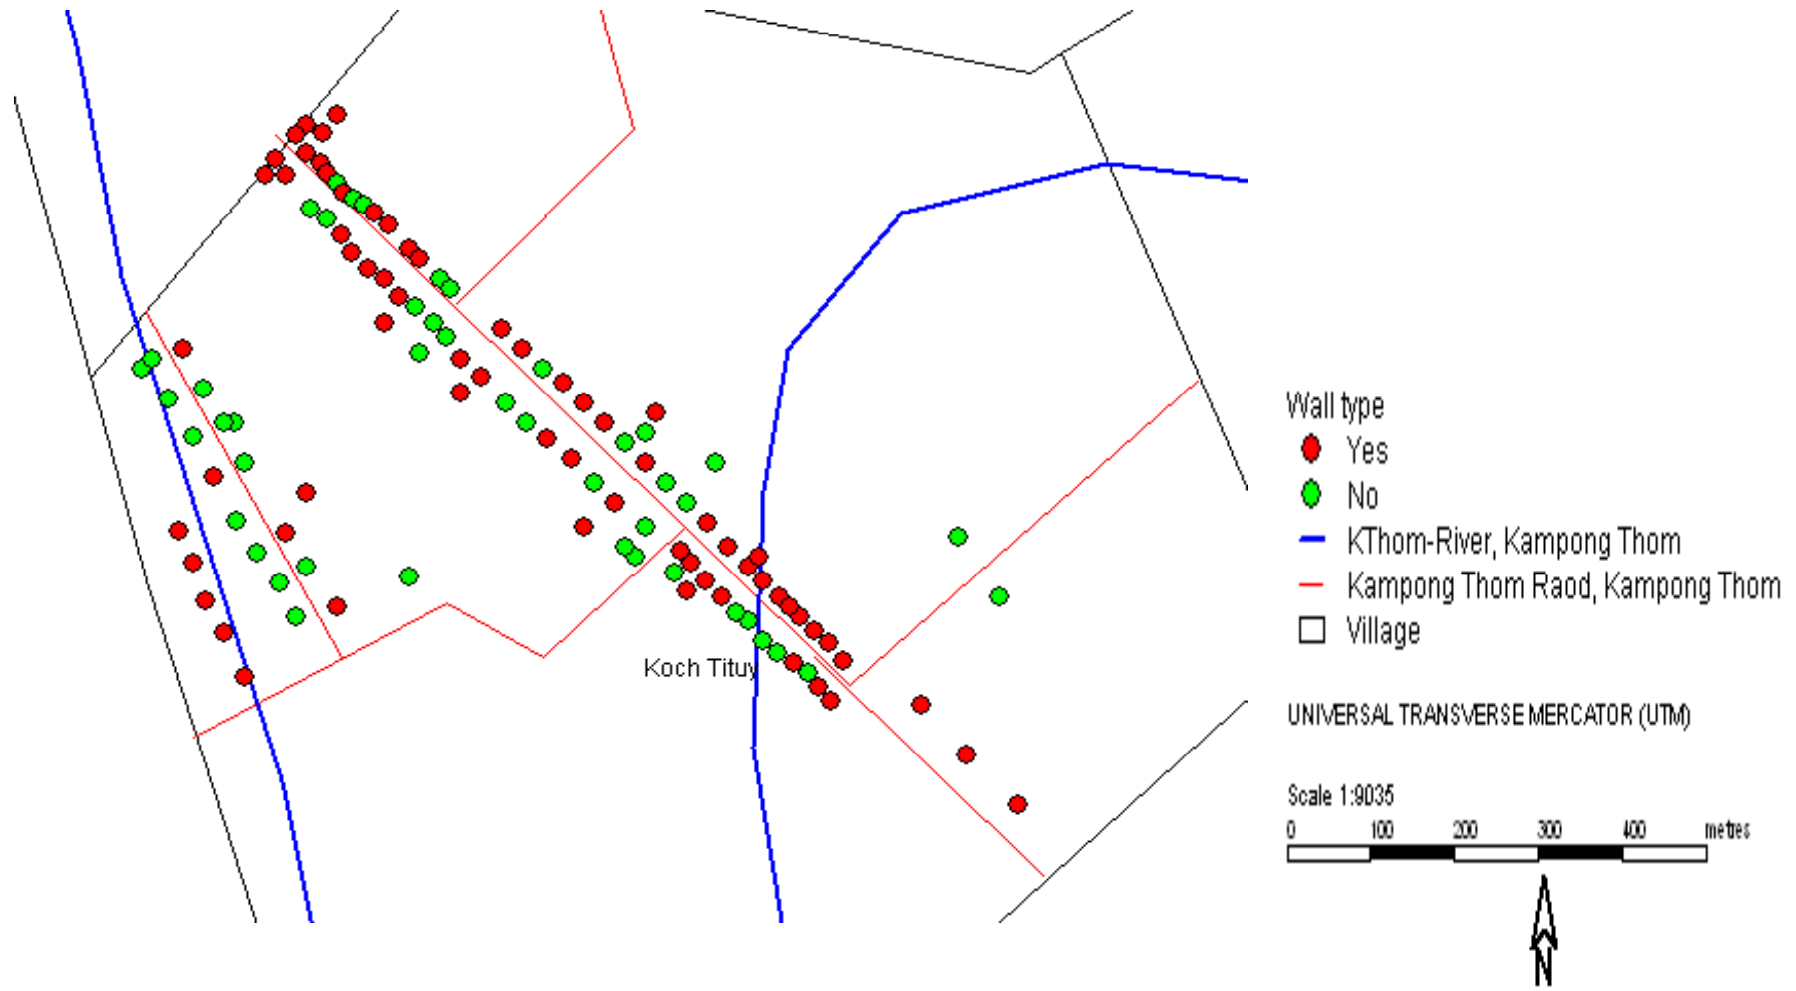 Koch Tituy
Wall type
Yes
No
KThom-River, Kampong Thom
Kampong Thom Raod, Kampong Thom
Village
UNIVERSAL TRANSVERSE MERCATOR (UTM)
Scale 1:9035
0 100 200 300 400 metres
N